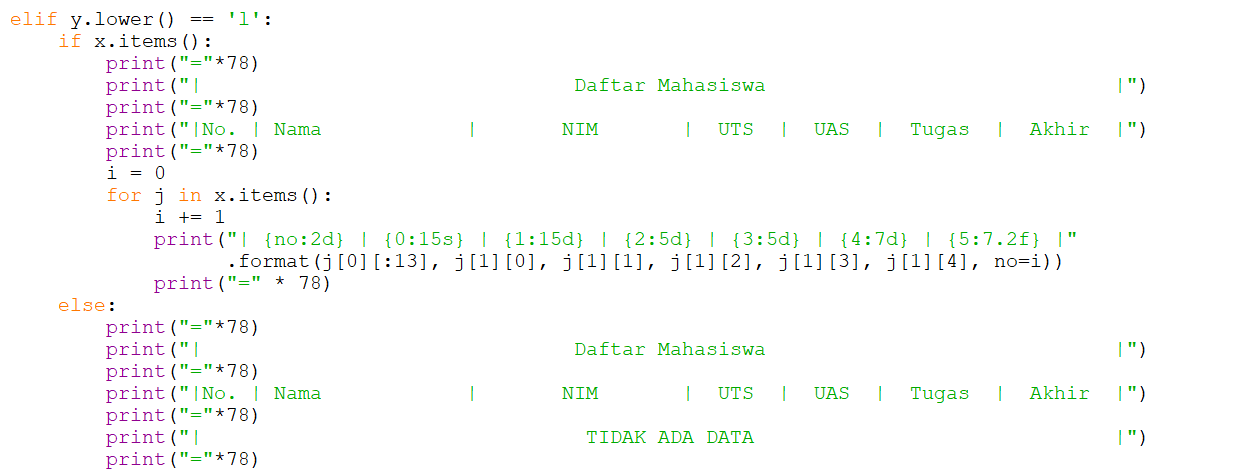 elif y.lower() == 'l':
    if x.items():
        print("="*78)
        print("|                               Daftar Mahasiswa                             |")
        print("="*78)
        print("|No. | Nama            |       NIM       |  UTS  |  UAS  |  Tugas  |  Akhir  |")
        print("="*78)
        i = 0
        for j in x.items():
            i += 1
            print("| {no:2d} | {0:15s} | {1:15d} | {2:5d} | {3:5d} | {4:7d} | {5:7.2f} |"
                  .format(j[0][:13], j[1][0], j[1][1], j[1][2], j[1][3], j[1][4], no=i))
            print("=" * 78)
    else:
        print("="*78)
        print("|                               Daftar Mahasiswa                             |")
        print("="*78)
        print("|No. | Nama            |       NIM       |  UTS  |  UAS  |  Tugas  |  Akhir  |")
        print("="*78)
        print("|                                TIDAK ADA DATA                              |")
        print("="*78)